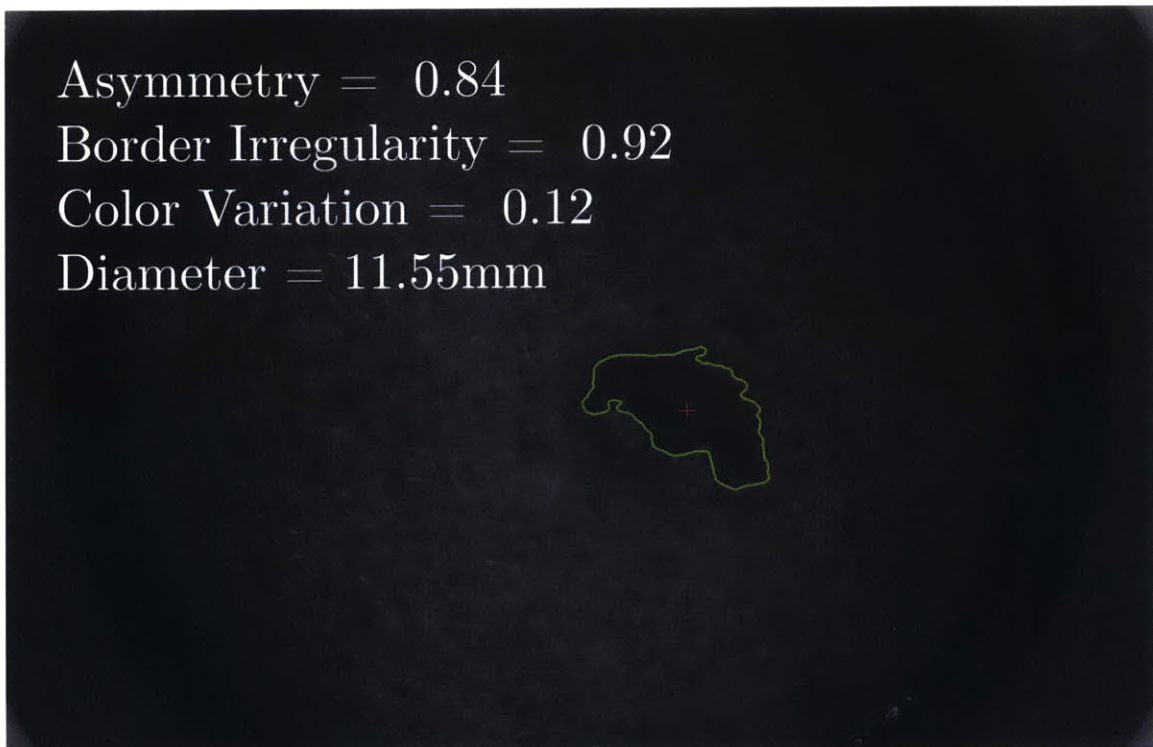 Asymmetry = 0.84
Border Irregularity = 0.92
Color Variation = 0.12
Diameter = 11.55mm